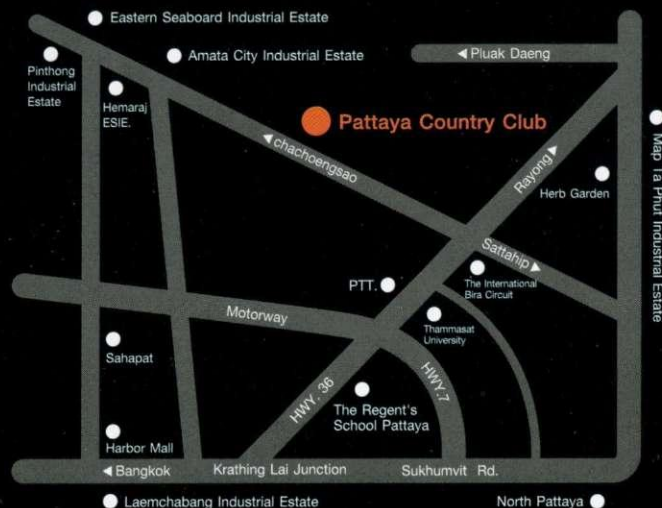 Eastern Seaboard Industrial Estate
Pinthong
Industrial
Estate
Amata City Industrial Estate
Hemaraj
ESIE.
◀ Pluak Daeng
Pattaya Country Club
◀ chachoengsao
Rayong ▶
Herb Garden
Map Ta Phut Industrial Estate
Sattahip ▶
PTT.
The International
Bira Circuit
Motorway
Thammasat
University
Sahapat
HWY. 36
HWY.7
The Regent's
School Pattaya
Harbor Mall
◀ Bangkok
Krathing Lai Junction
Sukhumvit Rd.
Laemchabang Industrial Estate
North Pattaya